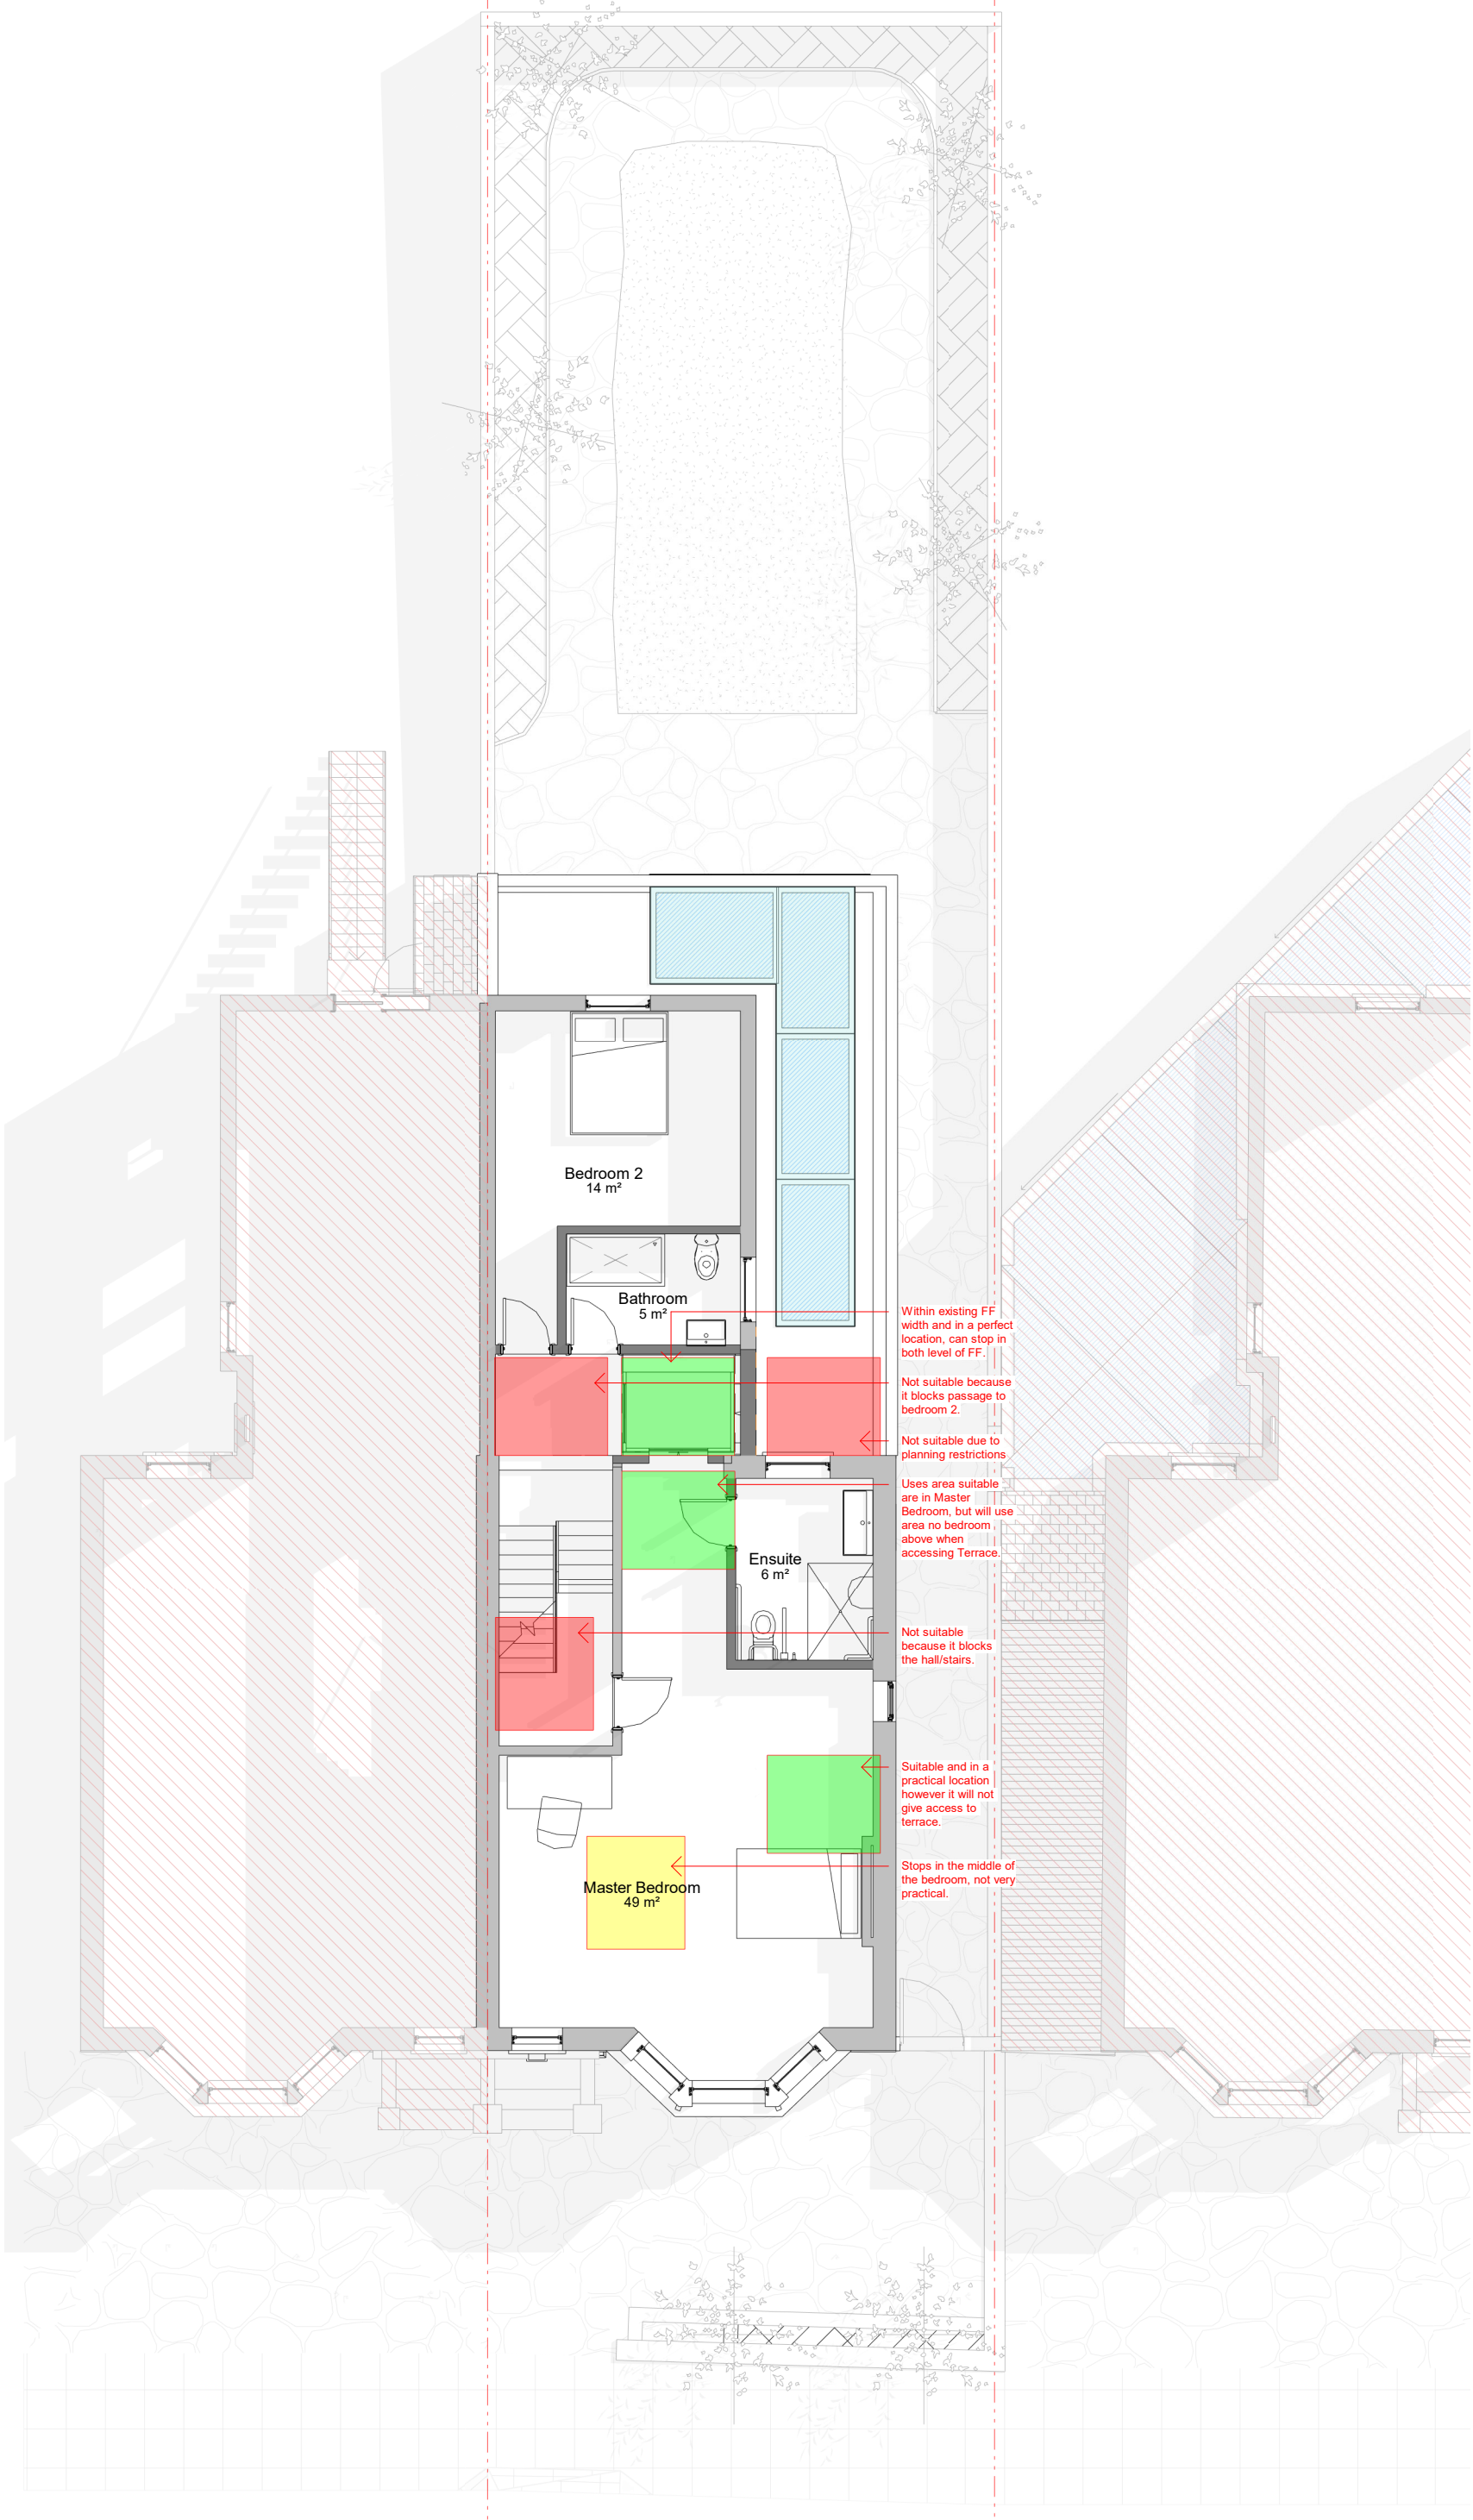 Bedroom 2
14 m²
Bathroom
5 m²
Within existing FF
width and in a perfect
location, can stop in
both level of FF.
Not suitable because
it blocks passage to
bedroom 2.
Not suitable due to
planning restrictions
Uses area suitable
are in Master
Bedroom, but will use
area no bedroom
above when
accessing Terrace.
Ensuite
6 m²
Not suitable
because it blocks
the hall/stairs.
Suitable and in a
practical location
however it will not
give access to
terrace.
Stops in the middle of
the bedroom, not very
practical.
Master Bedroom
49 m²